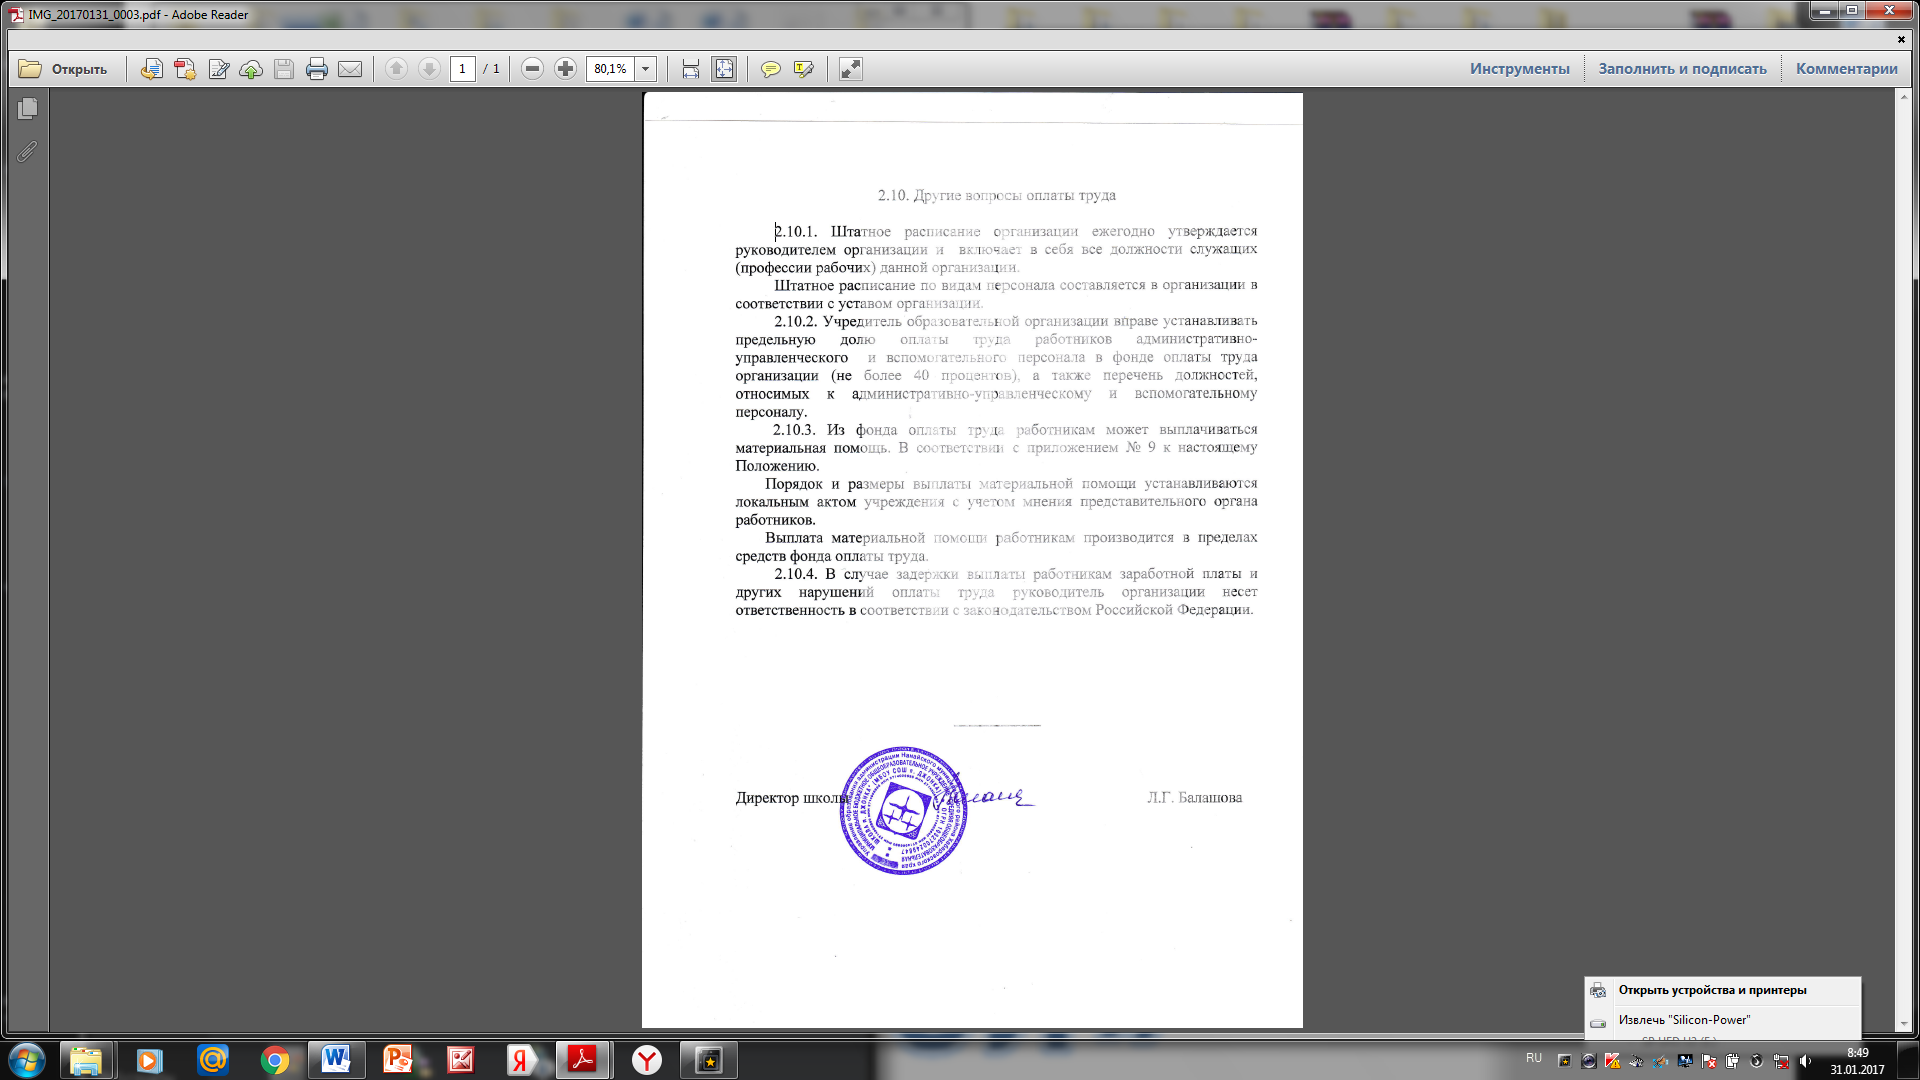 IMG_20170131_0003.pdf - Adobe Reader
Открыть
1 / 1
80,1%
Инструменты
Заполнить и подписать
Комментарии
2.10. Другие вопросы оплаты труда
2.10.1. Штатное расписание организации ежегодно утверждается
руководителем организации и включает в себя все должности служащих
(профессии рабочих) данной организации.
Штатное расписание по видам персонала составляется в организации в
соответствии с уставом организации.
2.10.2. Учредитель образовательной организации вправе устанавливать
предельную долю оплаты труда работников административно-
управленческого и вспомогательного персонала в фонде оплаты труда
организации (не более 40 процентов), а также перечень должностей,
относимых к административно-управленческому и вспомогательному
персоналу.
2.10.3. Из фонда оплаты труда работникам может выплачиваться
материальная помощь. В соответствии с приложением № 9 к настоящему
Положению.
Порядок и размеры выплаты материальной помощи устанавливаются
локальным актом учреждения с учетом мнения представительного органа
работников.
Выплата материальной помощи работникам производится в пределах
средств фонда оплаты труда.
2.10.4. В случае задержки выплаты работникам заработной платы и
других нарушений оплаты труда руководитель организации несет
ответственность в соответствии с законодательством Российской Федерации.
Директор школы
Л.Г. Балашова
Открыть устройства и принтеры
Извлечь "Silicon-Power"
RU
8:49
31.01.2017